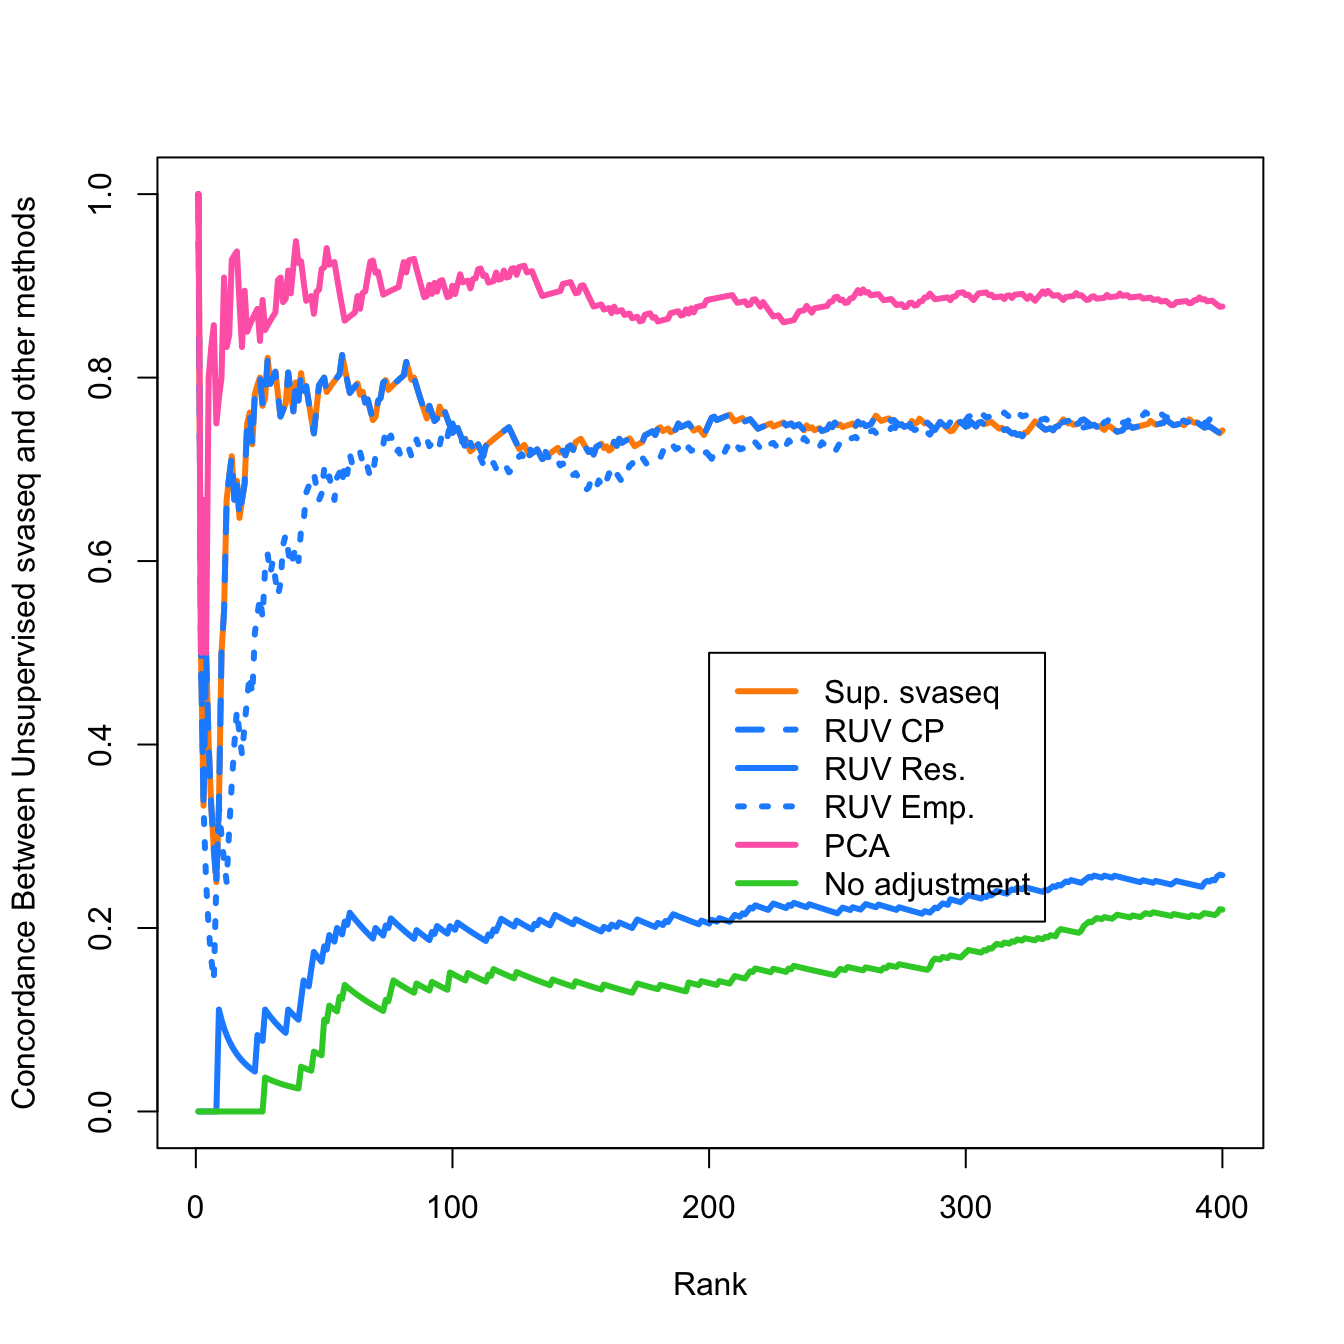 Concordance Between Unsupervised svaseq and other methods
1.0
0.8
0.6
0.4
0.2
0.0
Sup. svaseq
RUV CP
RUV Res.
RUV Emp.
PCA
No adjustment
0 100 200 300 400
Rank